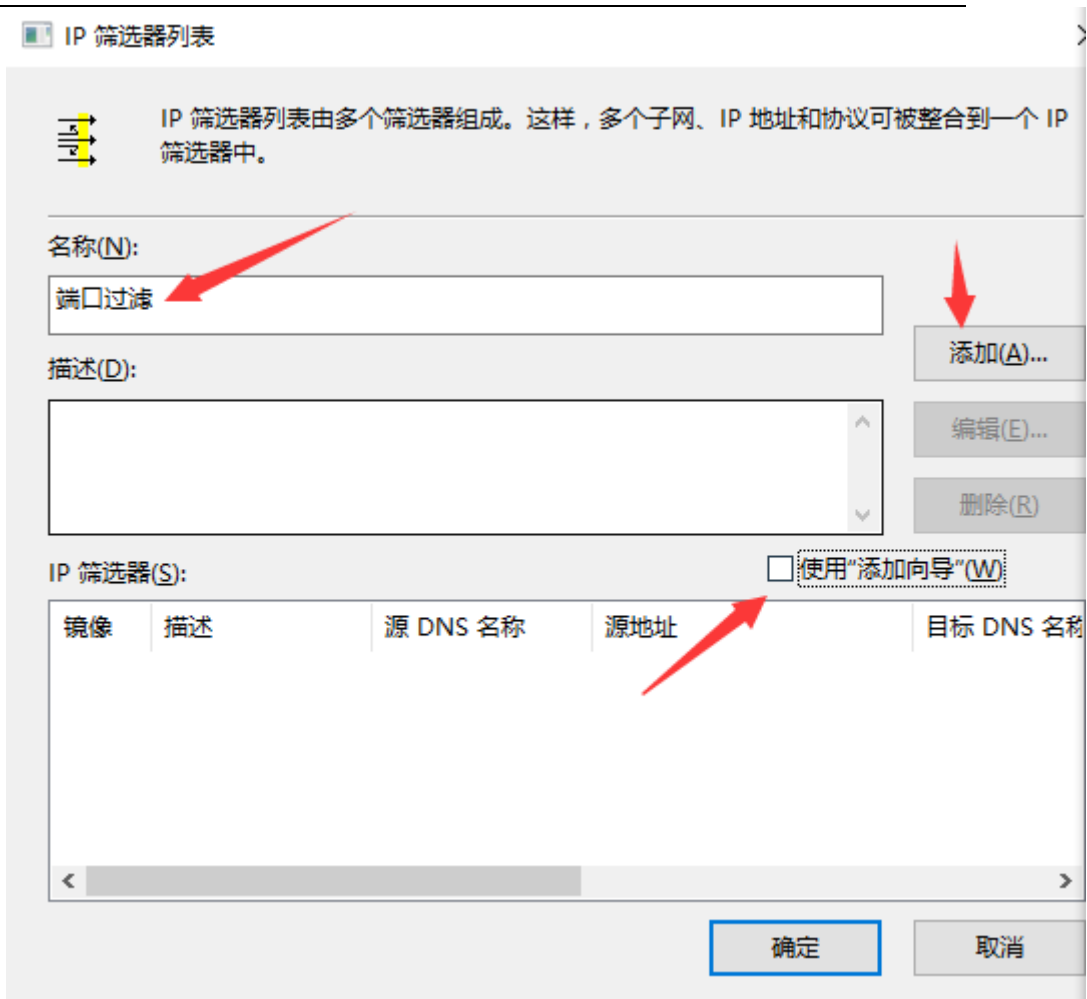 IP 筛选器列表
IP 筛选器列表由多个筛选器组成。这样，多个子网、IP 地址和协议可被整合到一个 IP
筛选器中。
名称(N):
端口过滤
添加(A)...
描述(D):
编辑(E)...
删除(R)
IP 筛选器(S):
使用“添加向导”(W)
镜像 描述 源 DNS 名称 源地址 目标 DNS 名称
确定 取消